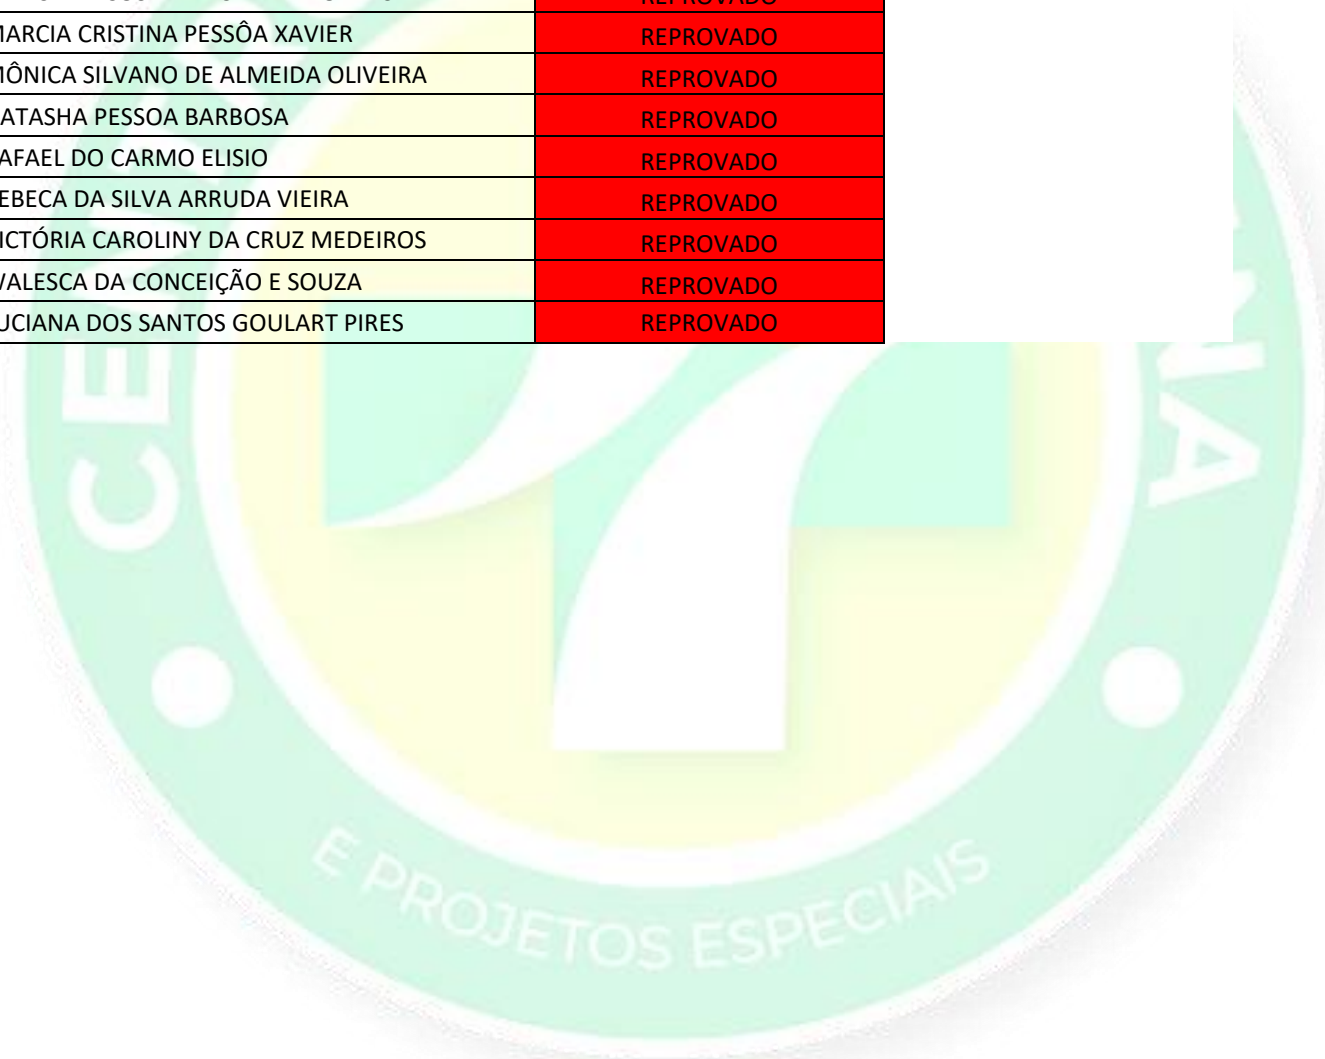 REPROVADO
MARCIA CRISTINA PESSÔA XAVIER REPROVADO
MÔNICA SILVANO DE ALMEIDA OLIVEIRA REPROVADO
ATASHA PESSOA BARBOSA REPROVADO
AFAEL DO CARMO ELISIO REPROVADO
EBECA DA SILVA ARRUDA VIEIRA REPROVADO
ICTÓRIA CAROLINY DA CRUZ MEDEIROS REPROVADO
VALESCA DA CONCEIÇÃO E SOUZA REPROVADO
UCIANA DOS SANTOS GOULART PIRES REPROVADO
E PROJETOS ESPECIAIS